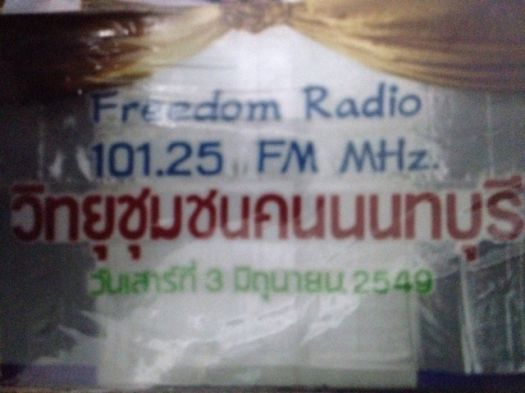 Freedom Radio
101.25 FM MHz.
วิทยุชุมชนคนนนทบุรี
วันเสาร์ที่ 3 มิถุนายน 2549